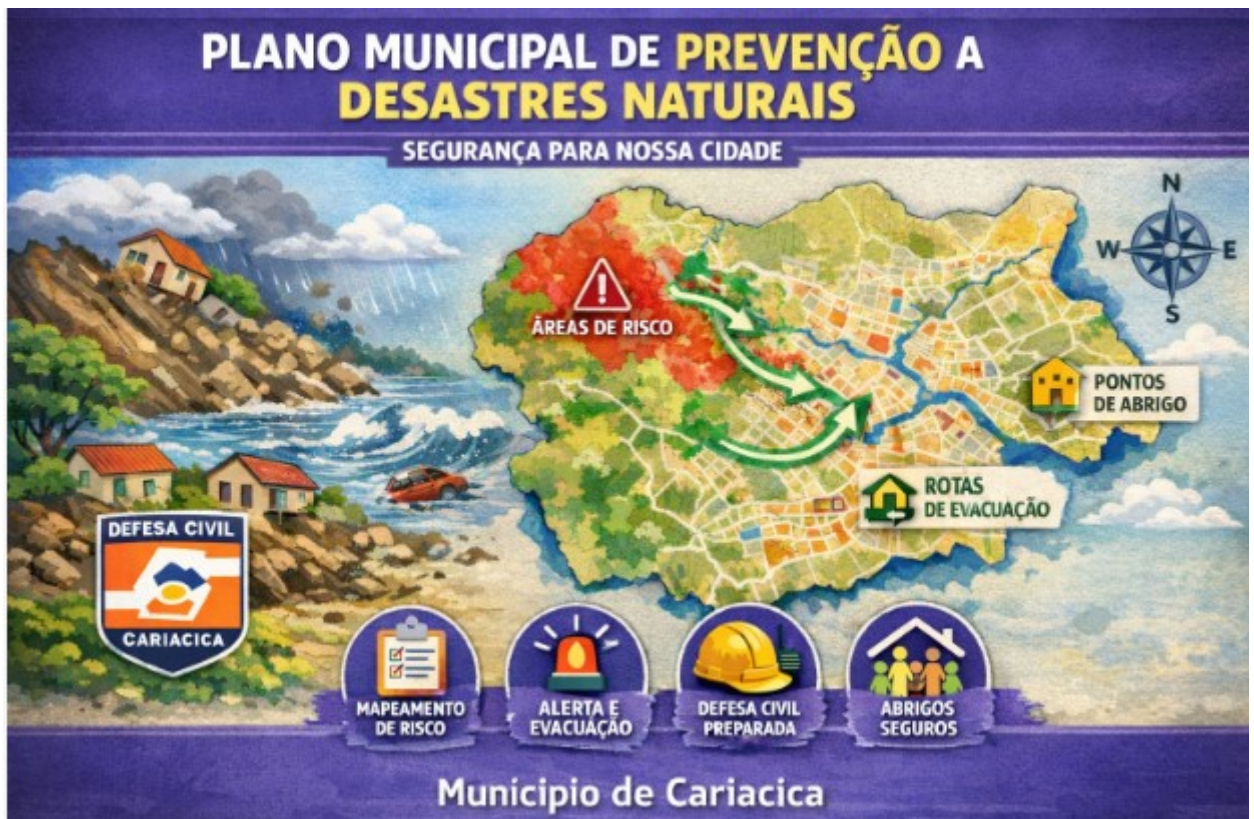 PLANO MUNICIPAL DE PREVENÇÃO A
DESASTRES NATURAIS
SEGURANÇA PARA NOSSA CIDADE
N
W
E
S
ÁREAS DE RISCO
PONTOS
DE ABRIGO
ROTAS
DE EVACUAÇÃO
DEFESA CIVIL
CARIACICA
MAPEAMENTO
DE RISCO
ALERTA E
EVACUAÇÃO
DEFESA CIVIL
PREPARADA
ABRIGOS
SEGUROS
Município de Cariacica